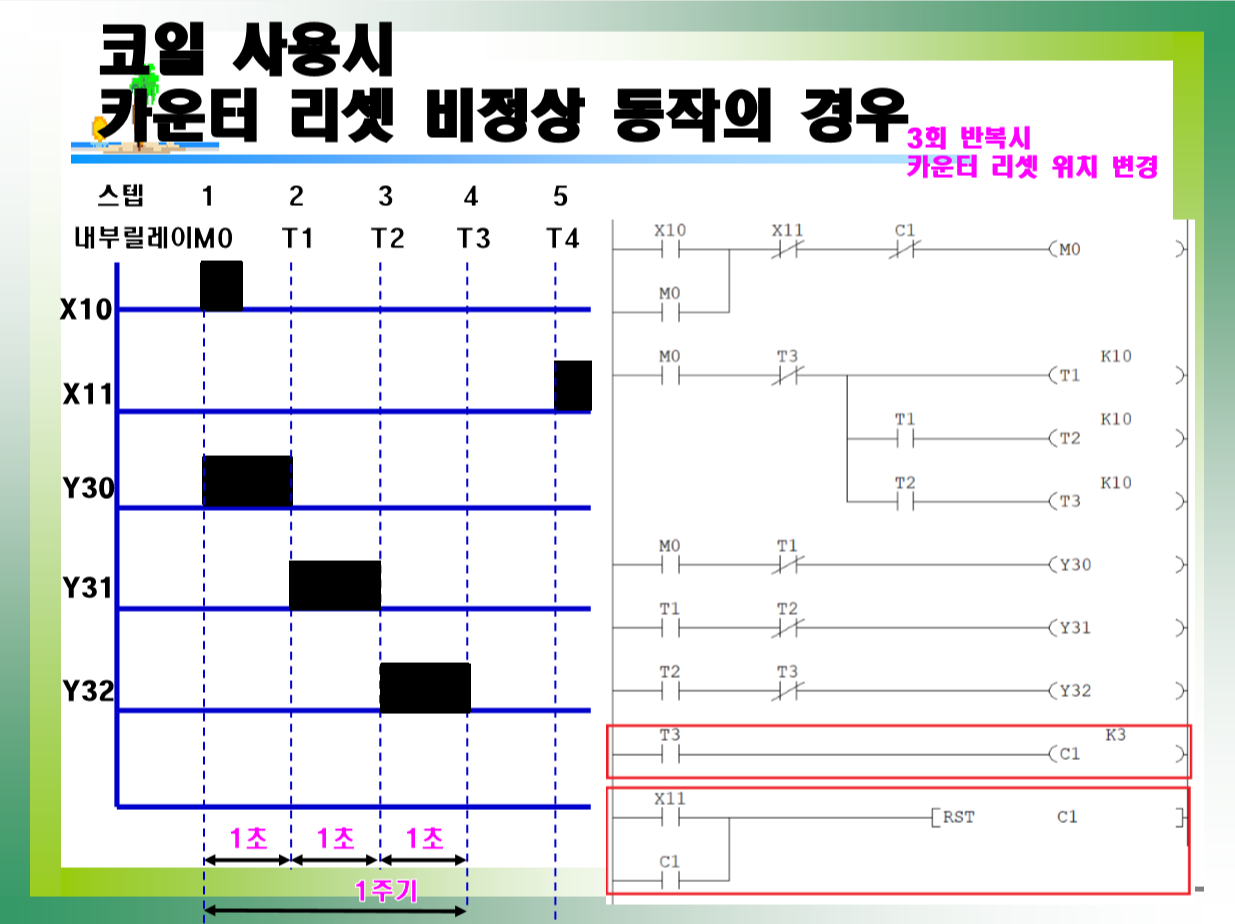 코일 사용시
카운터 리셋 비정상 동작의 경우
3회 반복시
카운터 리셋 위치 변경
스텝 1 2 3 4 5
내부릴레이M0 T1 T2 T3 T4
X10
X11
Y30
Y31
Y32
1초 1초 1초
1주기
X10 X11 C1
M0
M0
M0 T3 K10
T1
T1 K10
T2
T2 K10
T3
M0 T1
Y30
T1 T2
Y31
T2 T3
Y32
T3 K3
C1
X11
RST C1
C1